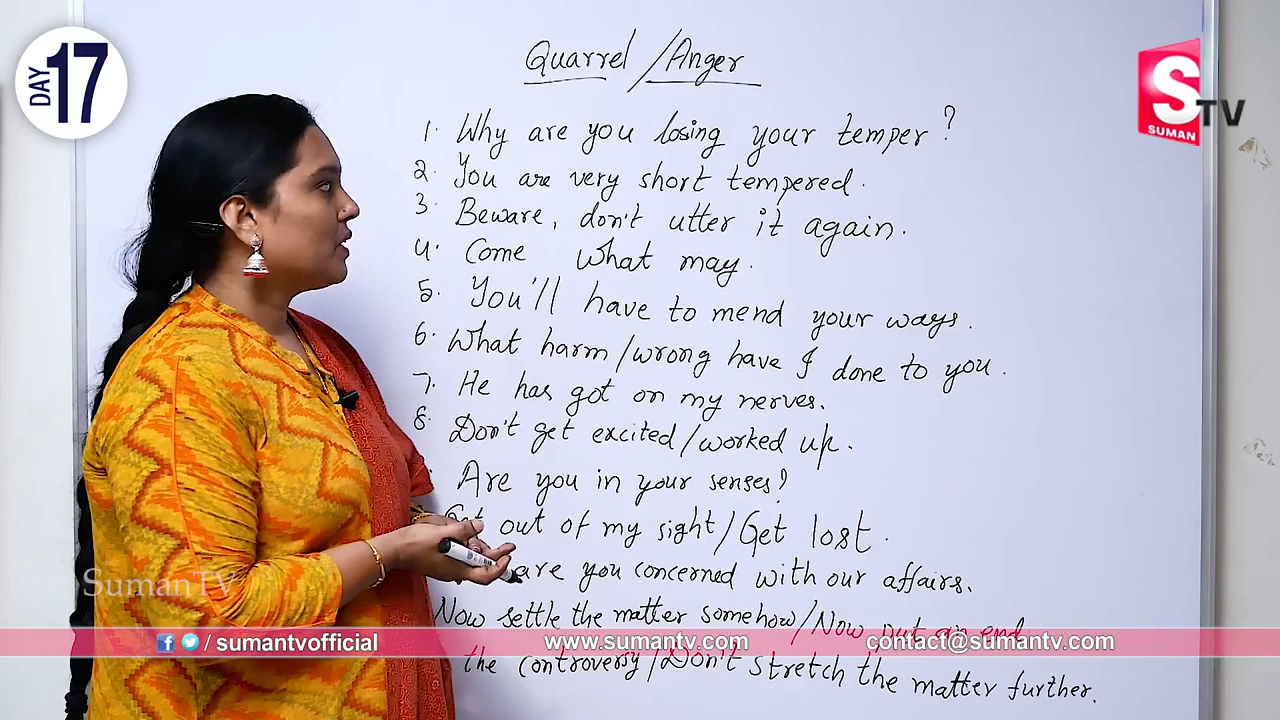 DAY 17
Quarrel / Anger
S TV
SUMAN
1. Why are you losing your temper?
2. You are very short tempered.
3. Beware, don't utter it again.
4. Come what may.
5. You'll have to mend your ways.
6. What harm/wrong have I done to you.
7. He has got on my nerves.
8. Don't get excited/worked up.
Are you in your senses?
Get out of my sight/Get lost.
are you concerned with our affairs.
SumanTV
Now settle the matter somehow/Now put an end
/sumantvofficial www.sumantv.com contact@sumantv.com
the controversy/Don't stretch the matter further.